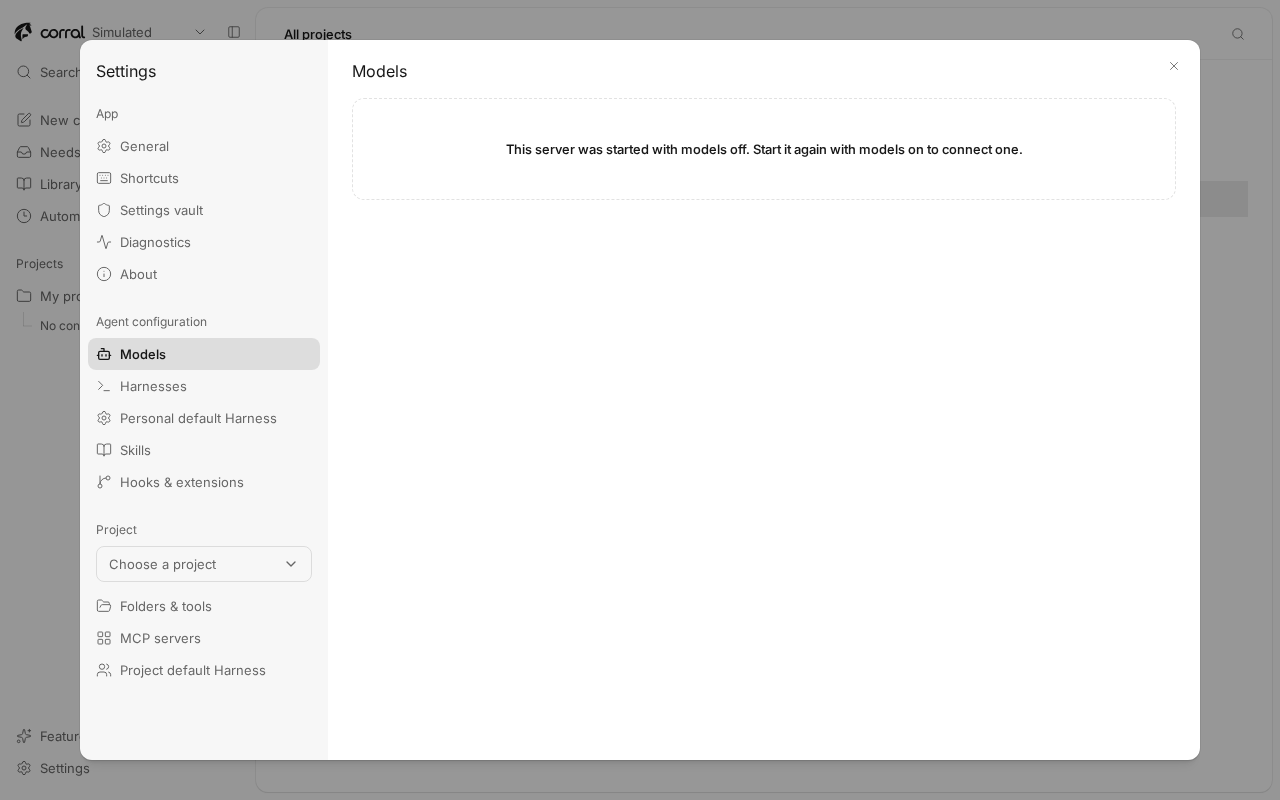 corral Simulated
All projects
Search
New c
Needs
Library
Autom
Projects
My pro
No con
Featur
Settings
Settings
App
General
Shortcuts
Settings vault
Diagnostics
About
Agent configuration
Models
Harnesses
Personal default Harness
Skills
Hooks & extensions
Project
Choose a project
Folders & tools
MCP servers
Project default Harness
Models
This server was started with models off. Start it again with models on to connect one.